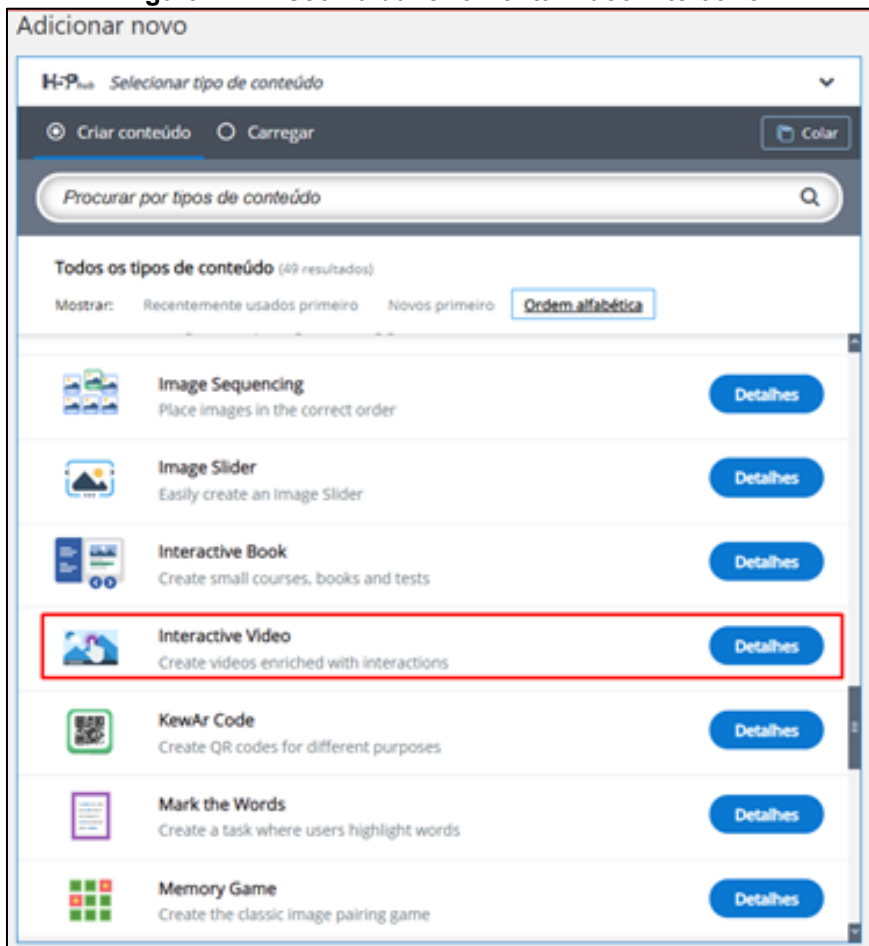 Adicionar novo
H-P Selecionar tipo de conteúdo
Criar conteúdo Carregar Colar
Procurar por tipos de conteúdo
Todos os tipos de conteúdo (49 resultados)
Mostrar: Recentemente usados primeiro Novos primeiro Ordem alfabética
Image Sequencing
Place images in the correct order
Detalhes
Image Slider
Easily create an Image Slider
Detalhes
Interactive Book
Create small courses, books and tests
Detalhes
Interactive Video
Create videos enriched with interactions
Detalhes
KewAr Code
Create QR codes for different purposes
Detalhes
Mark the Words
Create a task where users highlight words
Detalhes
Memory Game
Create the classic image pairing game
Detalhes